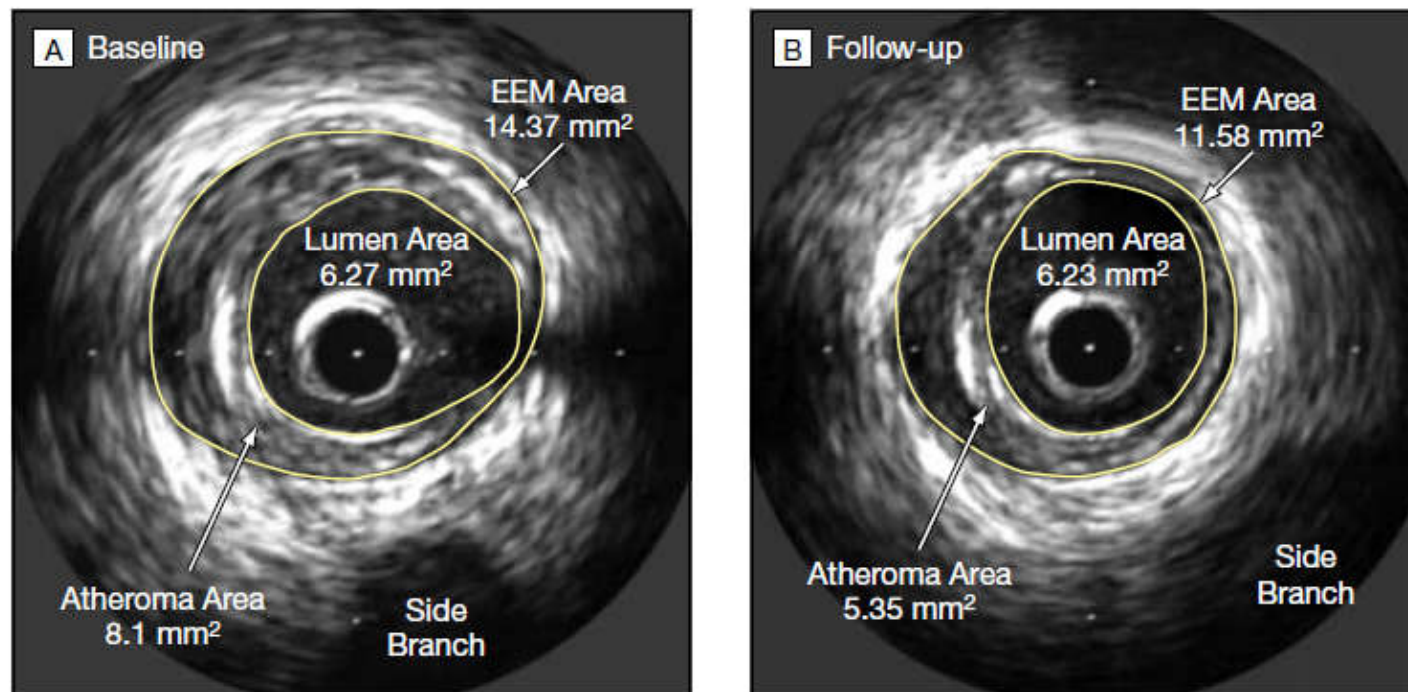 A Baseline
EEM Area
14.37 mm²
Lumen Area
6.27 mm²
Atheroma Area
8.1 mm²
Side
Branch
B Follow-up
EEM Area
11.58 mm²
Lumen Area
6.23 mm²
Atheroma Area
5.35 mm²
Side
Branch